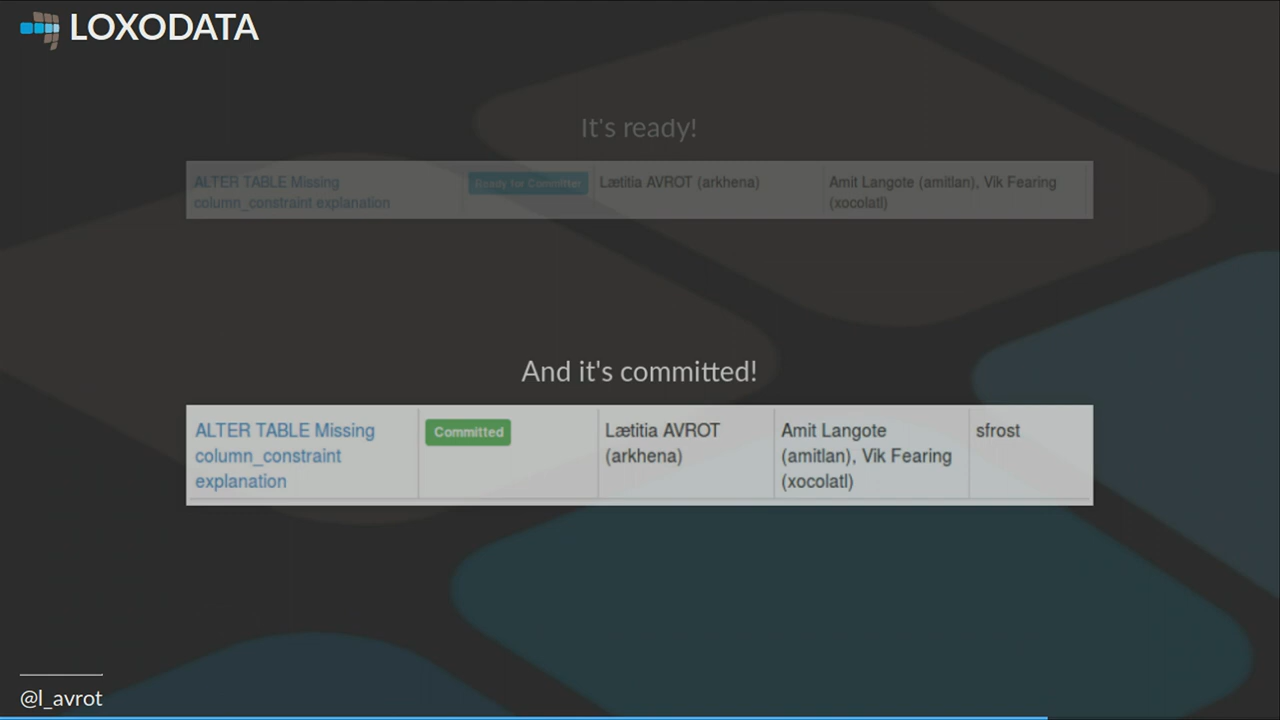 LOXODATA
It's ready!
ALTER TABLE Missing
column_constraint explanation
Ready for Committer
Lætitia AVROT (arkhena)
Amit Langote (amitlan), Vik Fearing
(xocolatl)
And it's committed!
ALTER TABLE Missing
column_constraint
explanation
Committed
Lætitia AVROT
(arkhena)
Amit Langote
(amitlan), Vik Fearing
(xocolatl)
sfrost
@l_avrot